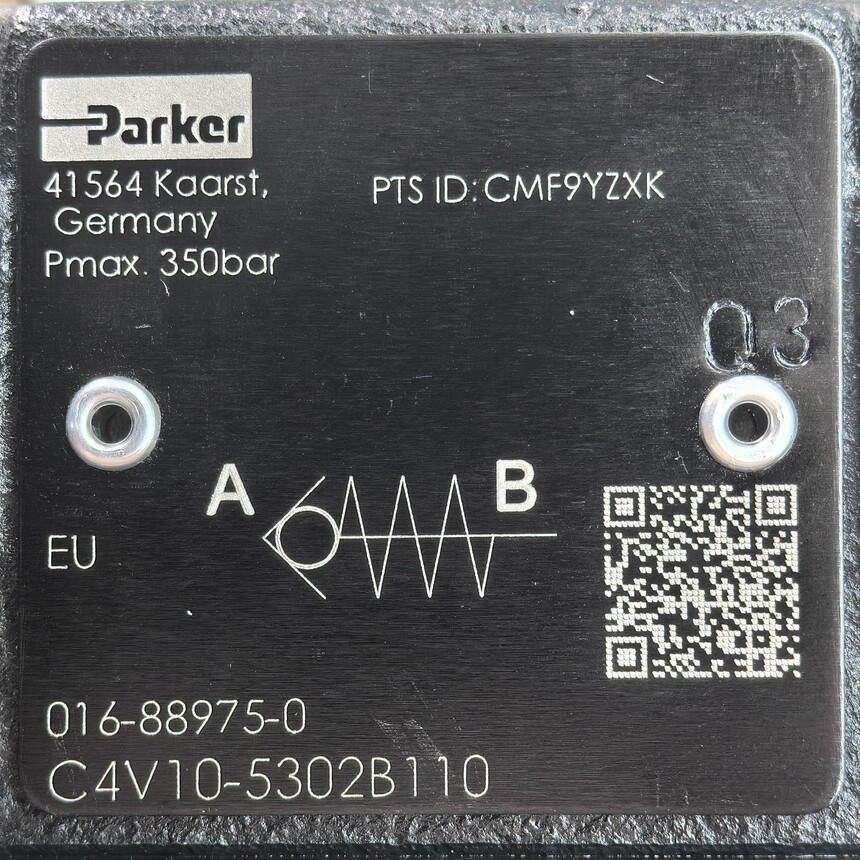 Parker
41564 Kaarst,
Germany
Pmax. 350bar
PTS ID: CMF9YZXK
Q3
A
B
EU
016-88975-0
C4V10-5302B110